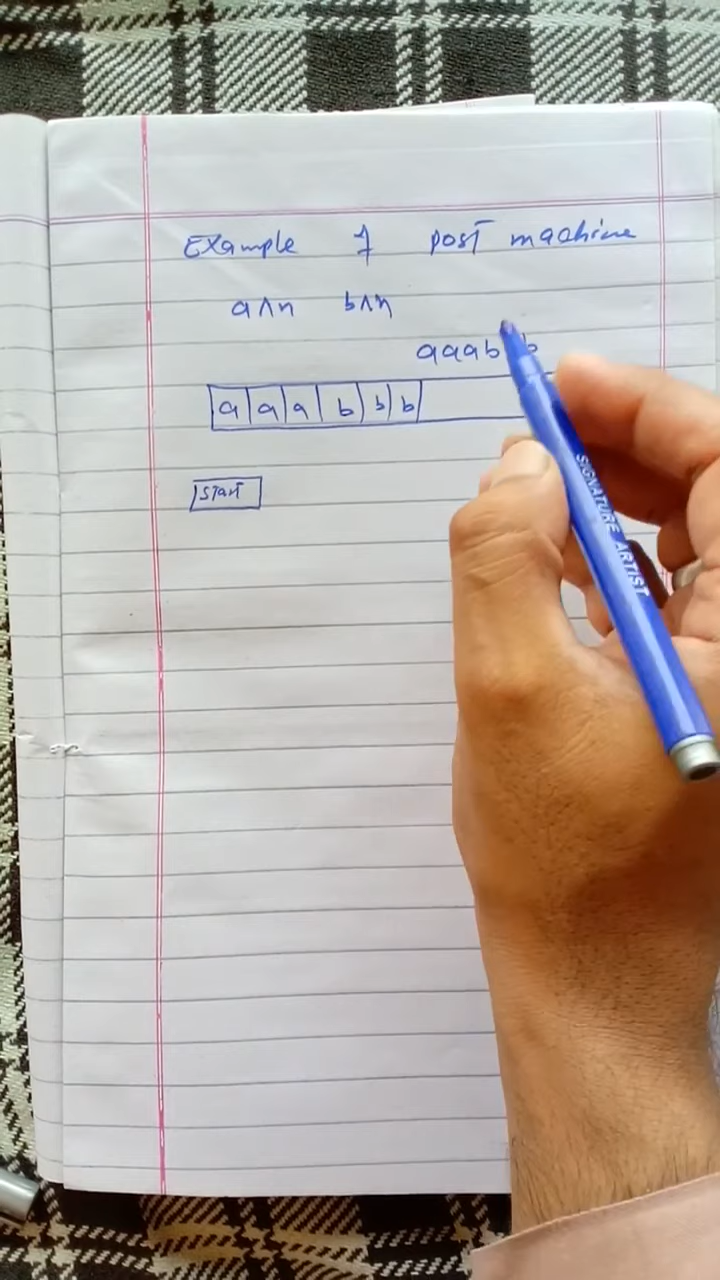 Example of post machine
a^n b^n
aaab b
a a a b b b
start
SIGNATURE ARTIST